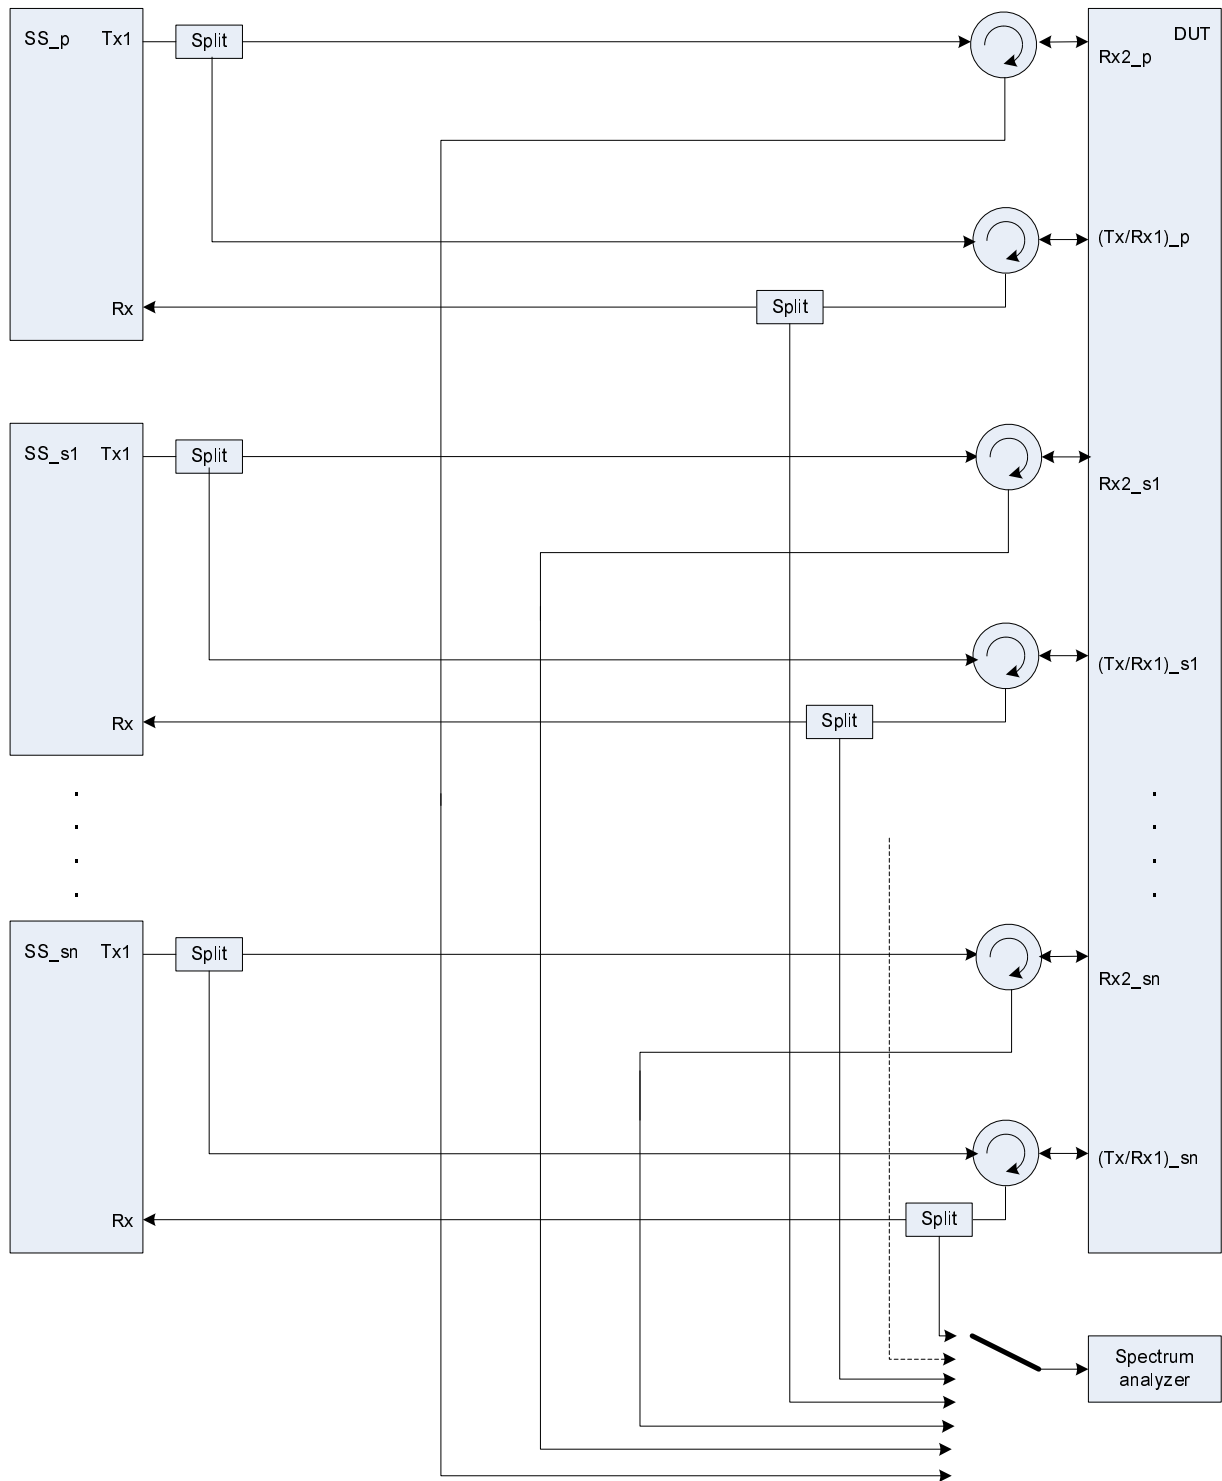 SS_p Tx1 Split DUT
Rx2_p
(Tx/Rx1)_p
Rx Split
SS_s1 Tx1 Split
Rx2_s1
(Tx/Rx1)_s1
Rx Split
SS_sn Tx1 Split
Rx2_sn
(Tx/Rx1)_sn
Rx Split
Spectrum
analyzer